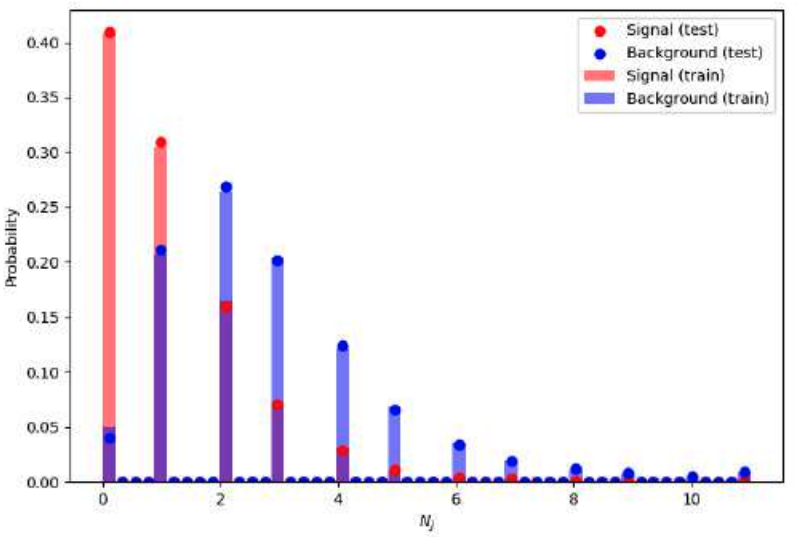 Probability
0.40
0.35
0.30
0.25
0.20
0.15
0.10
0.05
0.00
Signal (test)
Background (test)
Signal (train)
Background (train)
0 2 4 6 8 10
N_j